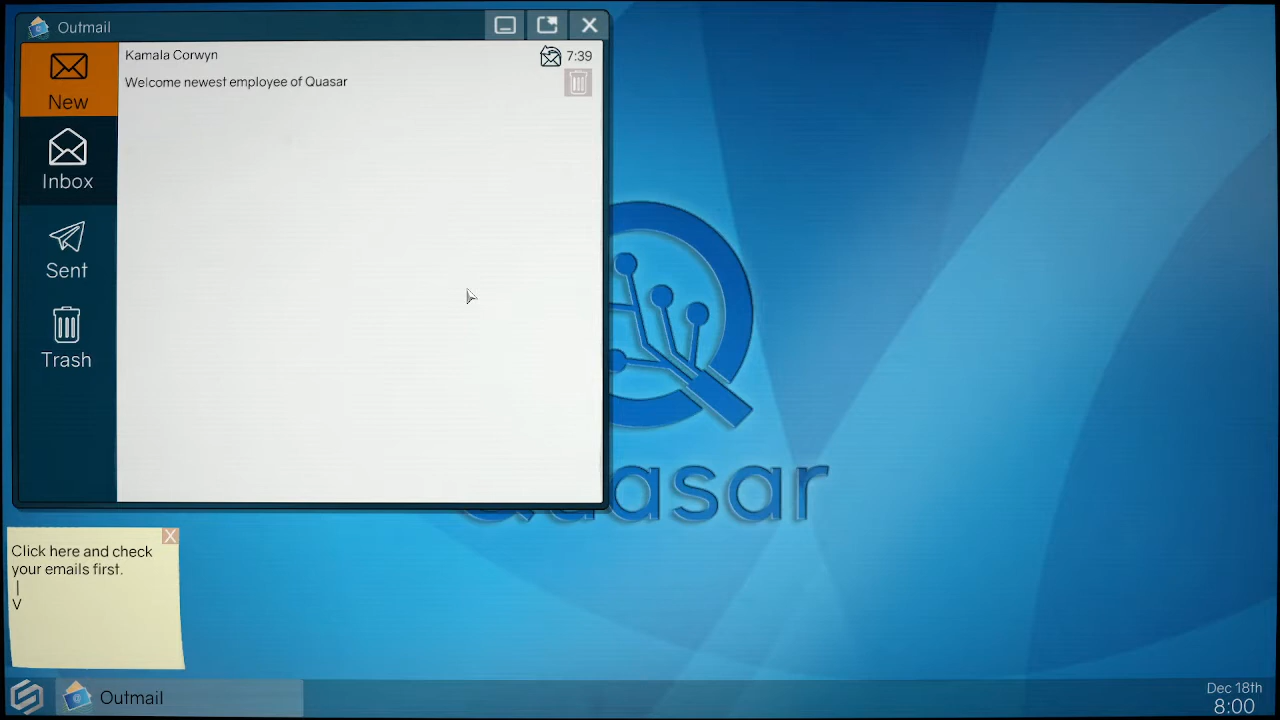 Outmail
New
Inbox
Sent
Trash
Kamala Corwyn
7:39
Welcome newest employee of Quasar
Quasar
Click here and check
your emails first.
|
V
X
Outmail
Dec 18th
8:00